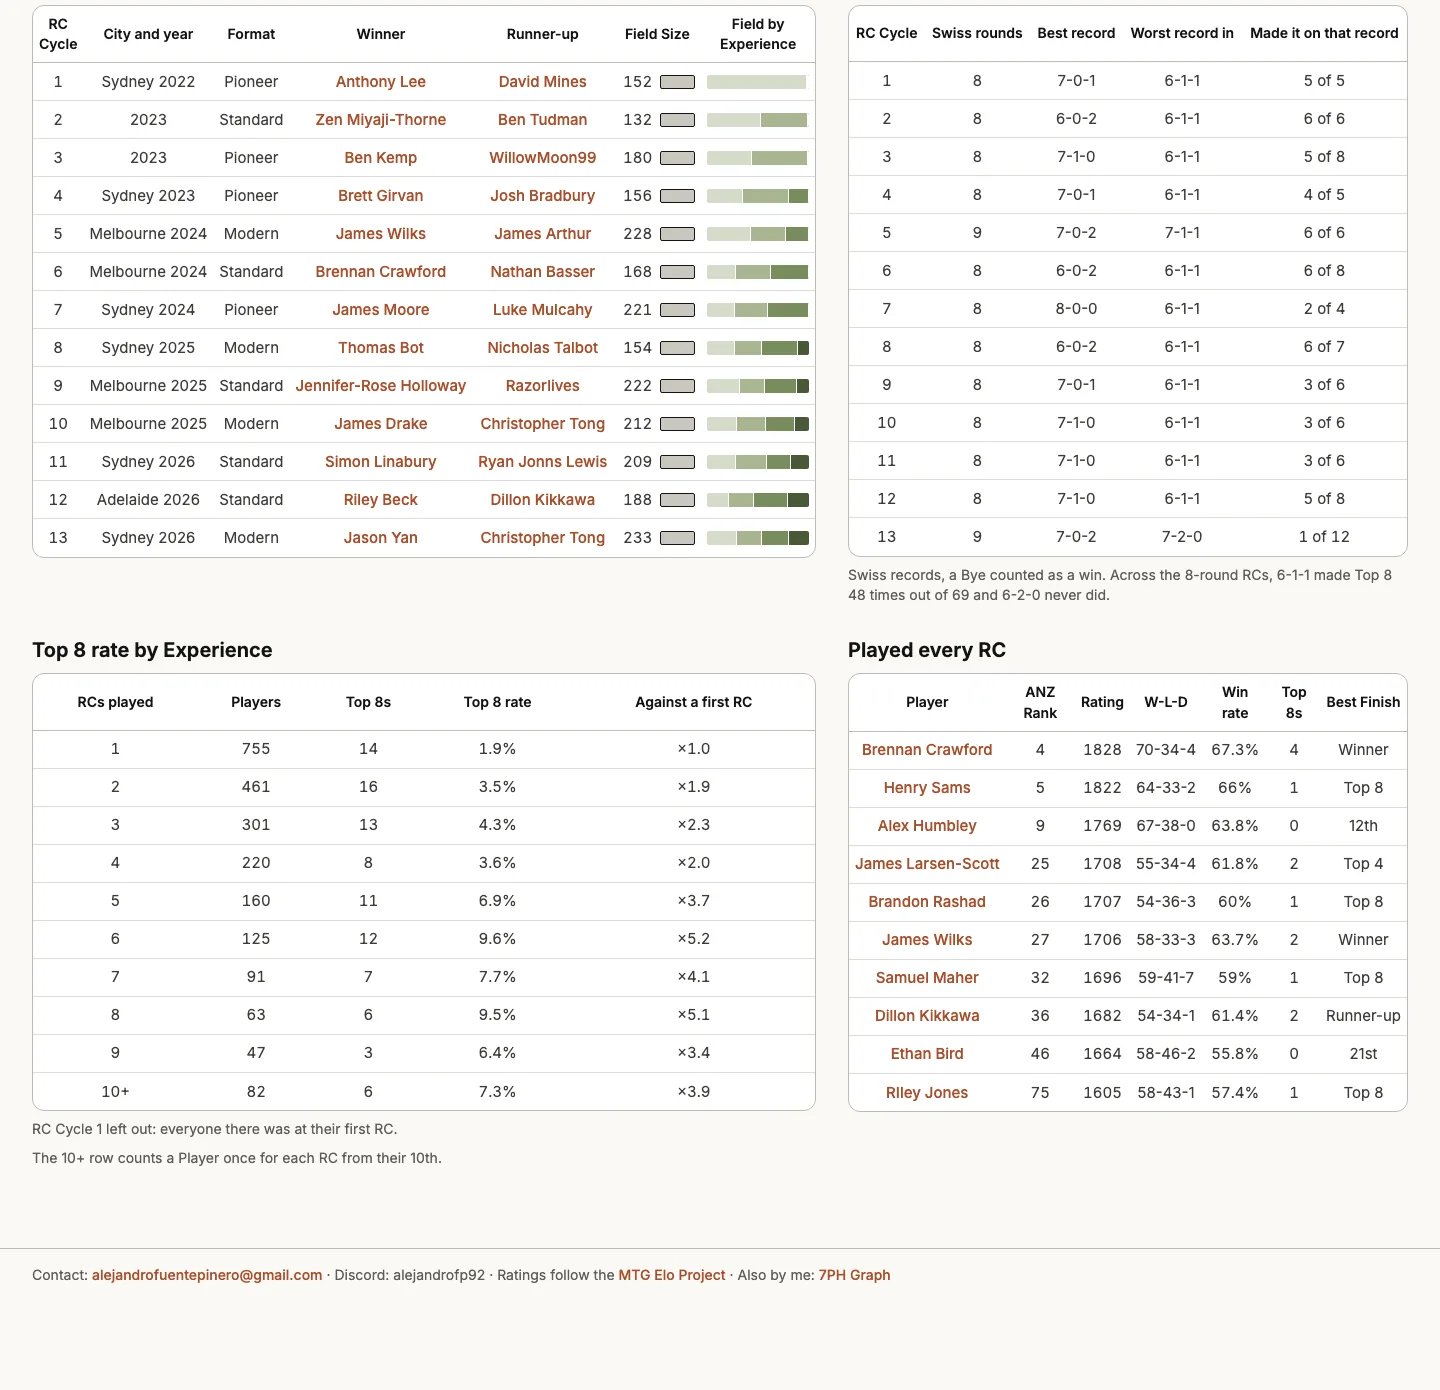 RC Cycle City and year Format Winner Runner-up Field Size Field by Experience
1 Sydney 2022 Pioneer Anthony Lee David Mines 152
2 2023 Standard Zen Miyaji-Thorne Ben Tudman 132
3 2023 Pioneer Ben Kemp WillowMoon99 180
4 Sydney 2023 Pioneer Brett Girvan Josh Bradbury 156
5 Melbourne 2024 Modern James Wilks James Arthur 228
6 Melbourne 2024 Standard Brennan Crawford Nathan Basser 168
7 Sydney 2024 Pioneer James Moore Luke Mulcahy 221
8 Sydney 2025 Modern Thomas Bot Nicholas Talbot 154
9 Melbourne 2025 Standard Jennifer-Rose Holloway Razorlives 222
10 Melbourne 2025 Modern James Drake Christopher Tong 212
11 Sydney 2026 Standard Simon Linabury Ryan Jonns Lewis 209
12 Adelaide 2026 Standard Riley Beck Dillon Kikkawa 188
13 Sydney 2026 Modern Jason Yan Christopher Tong 233
RC Cycle Swiss rounds Best record Worst record in Made it on that record
1 8 7-0-1 6-1-1 5 of 5
2 8 6-0-2 6-1-1 6 of 6
3 8 7-1-0 6-1-1 5 of 8
4 8 7-0-1 6-1-1 4 of 5
5 9 7-0-2 7-1-1 6 of 6
6 8 6-0-2 6-1-1 6 of 8
7 8 8-0-0 6-1-1 2 of 4
8 8 6-0-2 6-1-1 6 of 7
9 8 7-0-1 6-1-1 3 of 6
10 8 7-1-0 6-1-1 3 of 6
11 8 7-1-0 6-1-1 3 of 6
12 8 7-1-0 6-1-1 5 of 8
13 9 7-0-2 7-2-0 1 of 12
Swiss records, a Bye counted as a win. Across the 8-round RCs, 6-1-1 made Top 8
48 times out of 69 and 6-2-0 never did.
Top 8 rate by Experience
RCs played Players Top 8s Top 8 rate Against a first RC
1 755 14 1.9% ×1.0
2 461 16 3.5% ×1.9
3 301 13 4.3% ×2.3
4 220 8 3.6% ×2.0
5 160 11 6.9% ×3.7
6 125 12 9.6% ×5.2
7 91 7 7.7% ×4.1
8 63 6 9.5% ×5.1
9 47 3 6.4% ×3.4
10+ 82 6 7.3% ×3.9
RC Cycle 1 left out: everyone there was at their first RC.
The 10+ row counts a Player once for each RC from their 10th.
Played every RC
Player ANZ Rank Rating W-L-D Win rate Top 8s Best Finish
Brennan Crawford 4 1828 70-34-4 67.3% 4 Winner
Henry Sams 5 1822 64-33-2 66% 1 Top 8
Alex Humbley 9 1769 67-38-0 63.8% 0 12th
James Larsen-Scott 25 1708 55-34-4 61.8% 2 Top 4
Brandon Rashad 26 1707 54-36-3 60% 1 Top 8
James Wilks 27 1706 58-33-3 63.7% 2 Winner
Samuel Maher 32 1696 59-41-7 59% 1 Top 8
Dillon Kikkawa 36 1682 54-34-1 61.4% 2 Runner-up
Ethan Bird 46 1664 58-46-2 55.8% 0 21st
RIley Jones 75 1605 58-43-1 57.4% 1 Top 8
Contact: alejandrofuentepinero@gmail.com · Discord: alejandrofp92 · Ratings follow the MTG Elo Project · Also by me: 7PH Graph